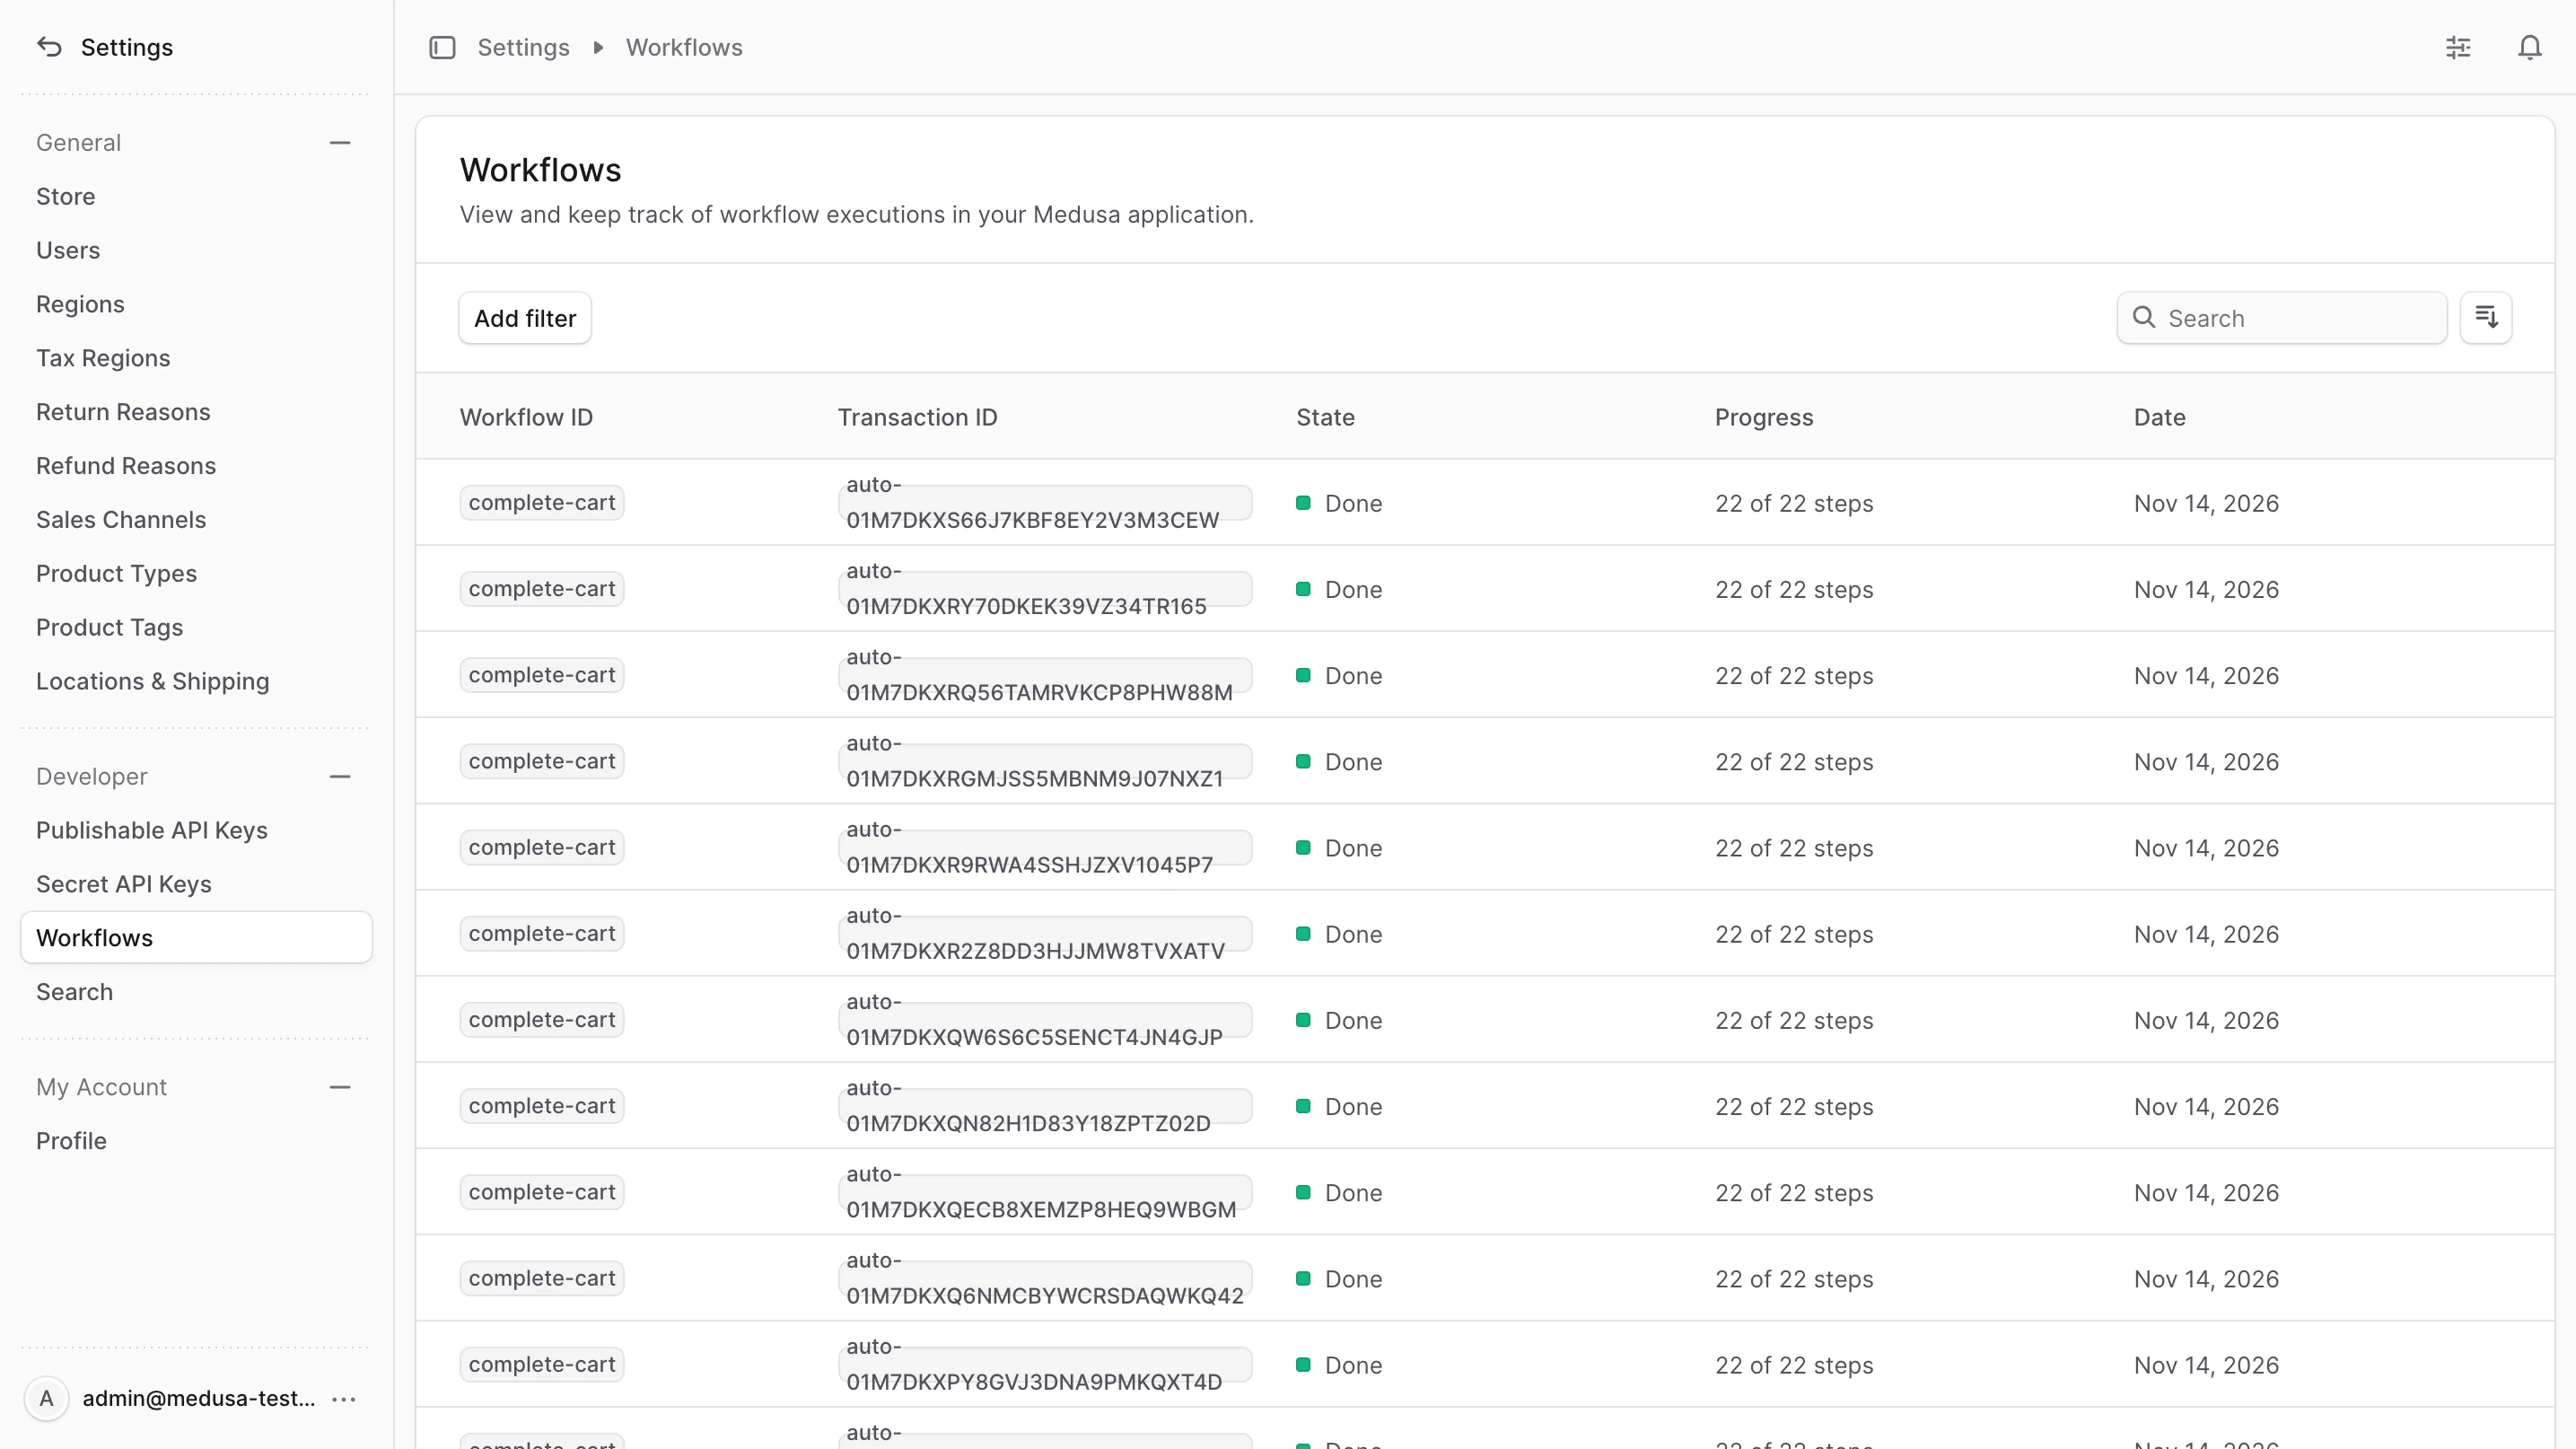 Settings
General
Store
Users
Regions
Tax Regions
Return Reasons
Refund Reasons
Sales Channels
Product Types
Product Tags
Locations & Shipping
Developer
Publishable API Keys
Secret API Keys
Workflows
Search
My Account
Profile
A admin@medusa-test...
Settings Workflows
Workflows
View and keep track of workflow executions in your Medusa application.
Add filter
Search
Workflow ID Transaction ID State Progress Date
complete-cart auto-
01M7DKXS66J7KBF8EY2V3M3CEW Done 22 of 22 steps Nov 14, 2026
complete-cart auto-
01M7DKXRY70DKEK39VZ34TR165 Done 22 of 22 steps Nov 14, 2026
complete-cart auto-
01M7DKXRQ56TAMRVKCP8PHW88M Done 22 of 22 steps Nov 14, 2026
complete-cart auto-
01M7DKXRGMJSS5MBNM9J07NXZ1 Done 22 of 22 steps Nov 14, 2026
complete-cart auto-
01M7DKXR9RWA4SSHJZXV1045P7 Done 22 of 22 steps Nov 14, 2026
complete-cart auto-
01M7DKXR2Z8DD3HJJMW8TVXATV Done 22 of 22 steps Nov 14, 2026
complete-cart auto-
01M7DKXQW6S6C5SENCT4JN4GJP Done 22 of 22 steps Nov 14, 2026
complete-cart auto-
01M7DKXQN82H1D83Y18ZPTZ02D Done 22 of 22 steps Nov 14, 2026
complete-cart auto-
01M7DKXQECB8XEMZP8HEQ9WBGM Done 22 of 22 steps Nov 14, 2026
complete-cart auto-
01M7DKXQ6NMCBYWCRSDAQWKQ42 Done 22 of 22 steps Nov 14, 2026
complete-cart auto-
01M7DKXPY8GVJ3DNA9PMKQXT4D Done 22 of 22 steps Nov 14, 2026
complete-cart auto- Done 22 of 22 steps Nov 14, 2026